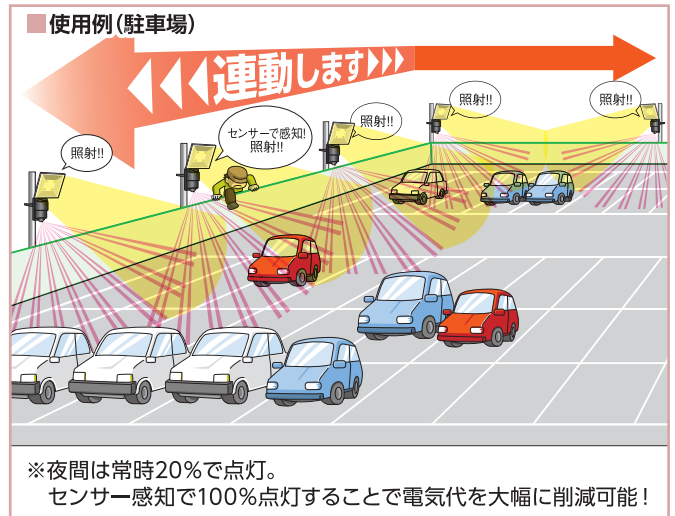 ■使用例(駐車場)
連動します
照射!!
センサーで感知!
照射!!
照射!!
照射!!
照射!!
※夜間は常時20%で点灯。
センサー感知で100%点灯することで電気代を大幅に削減可能!